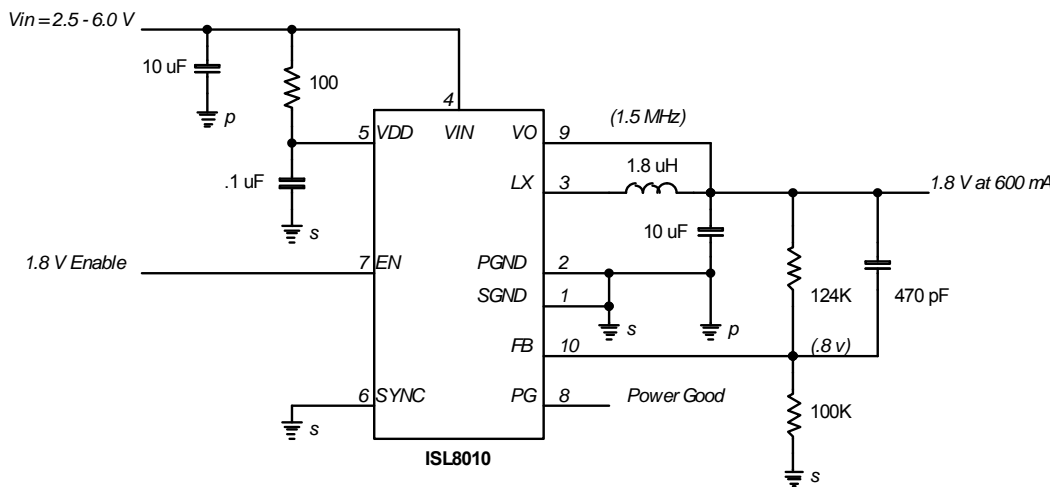 Vin = 2.5 - 6.0 V
10 uF
p
100
.1 uF
s
4
5
VDD
VIN
VO
9
(1.5 MHz)
LX
3
1.8 uH
1.8 V at 600 mA
10 uF
1.8 V Enable
7
EN
PGND
2
SGND
1
s
p
124K
470 pF
FB
10
(.8 v)
6
SYNC
s
PG
8
Power Good
100K
s
ISL8010